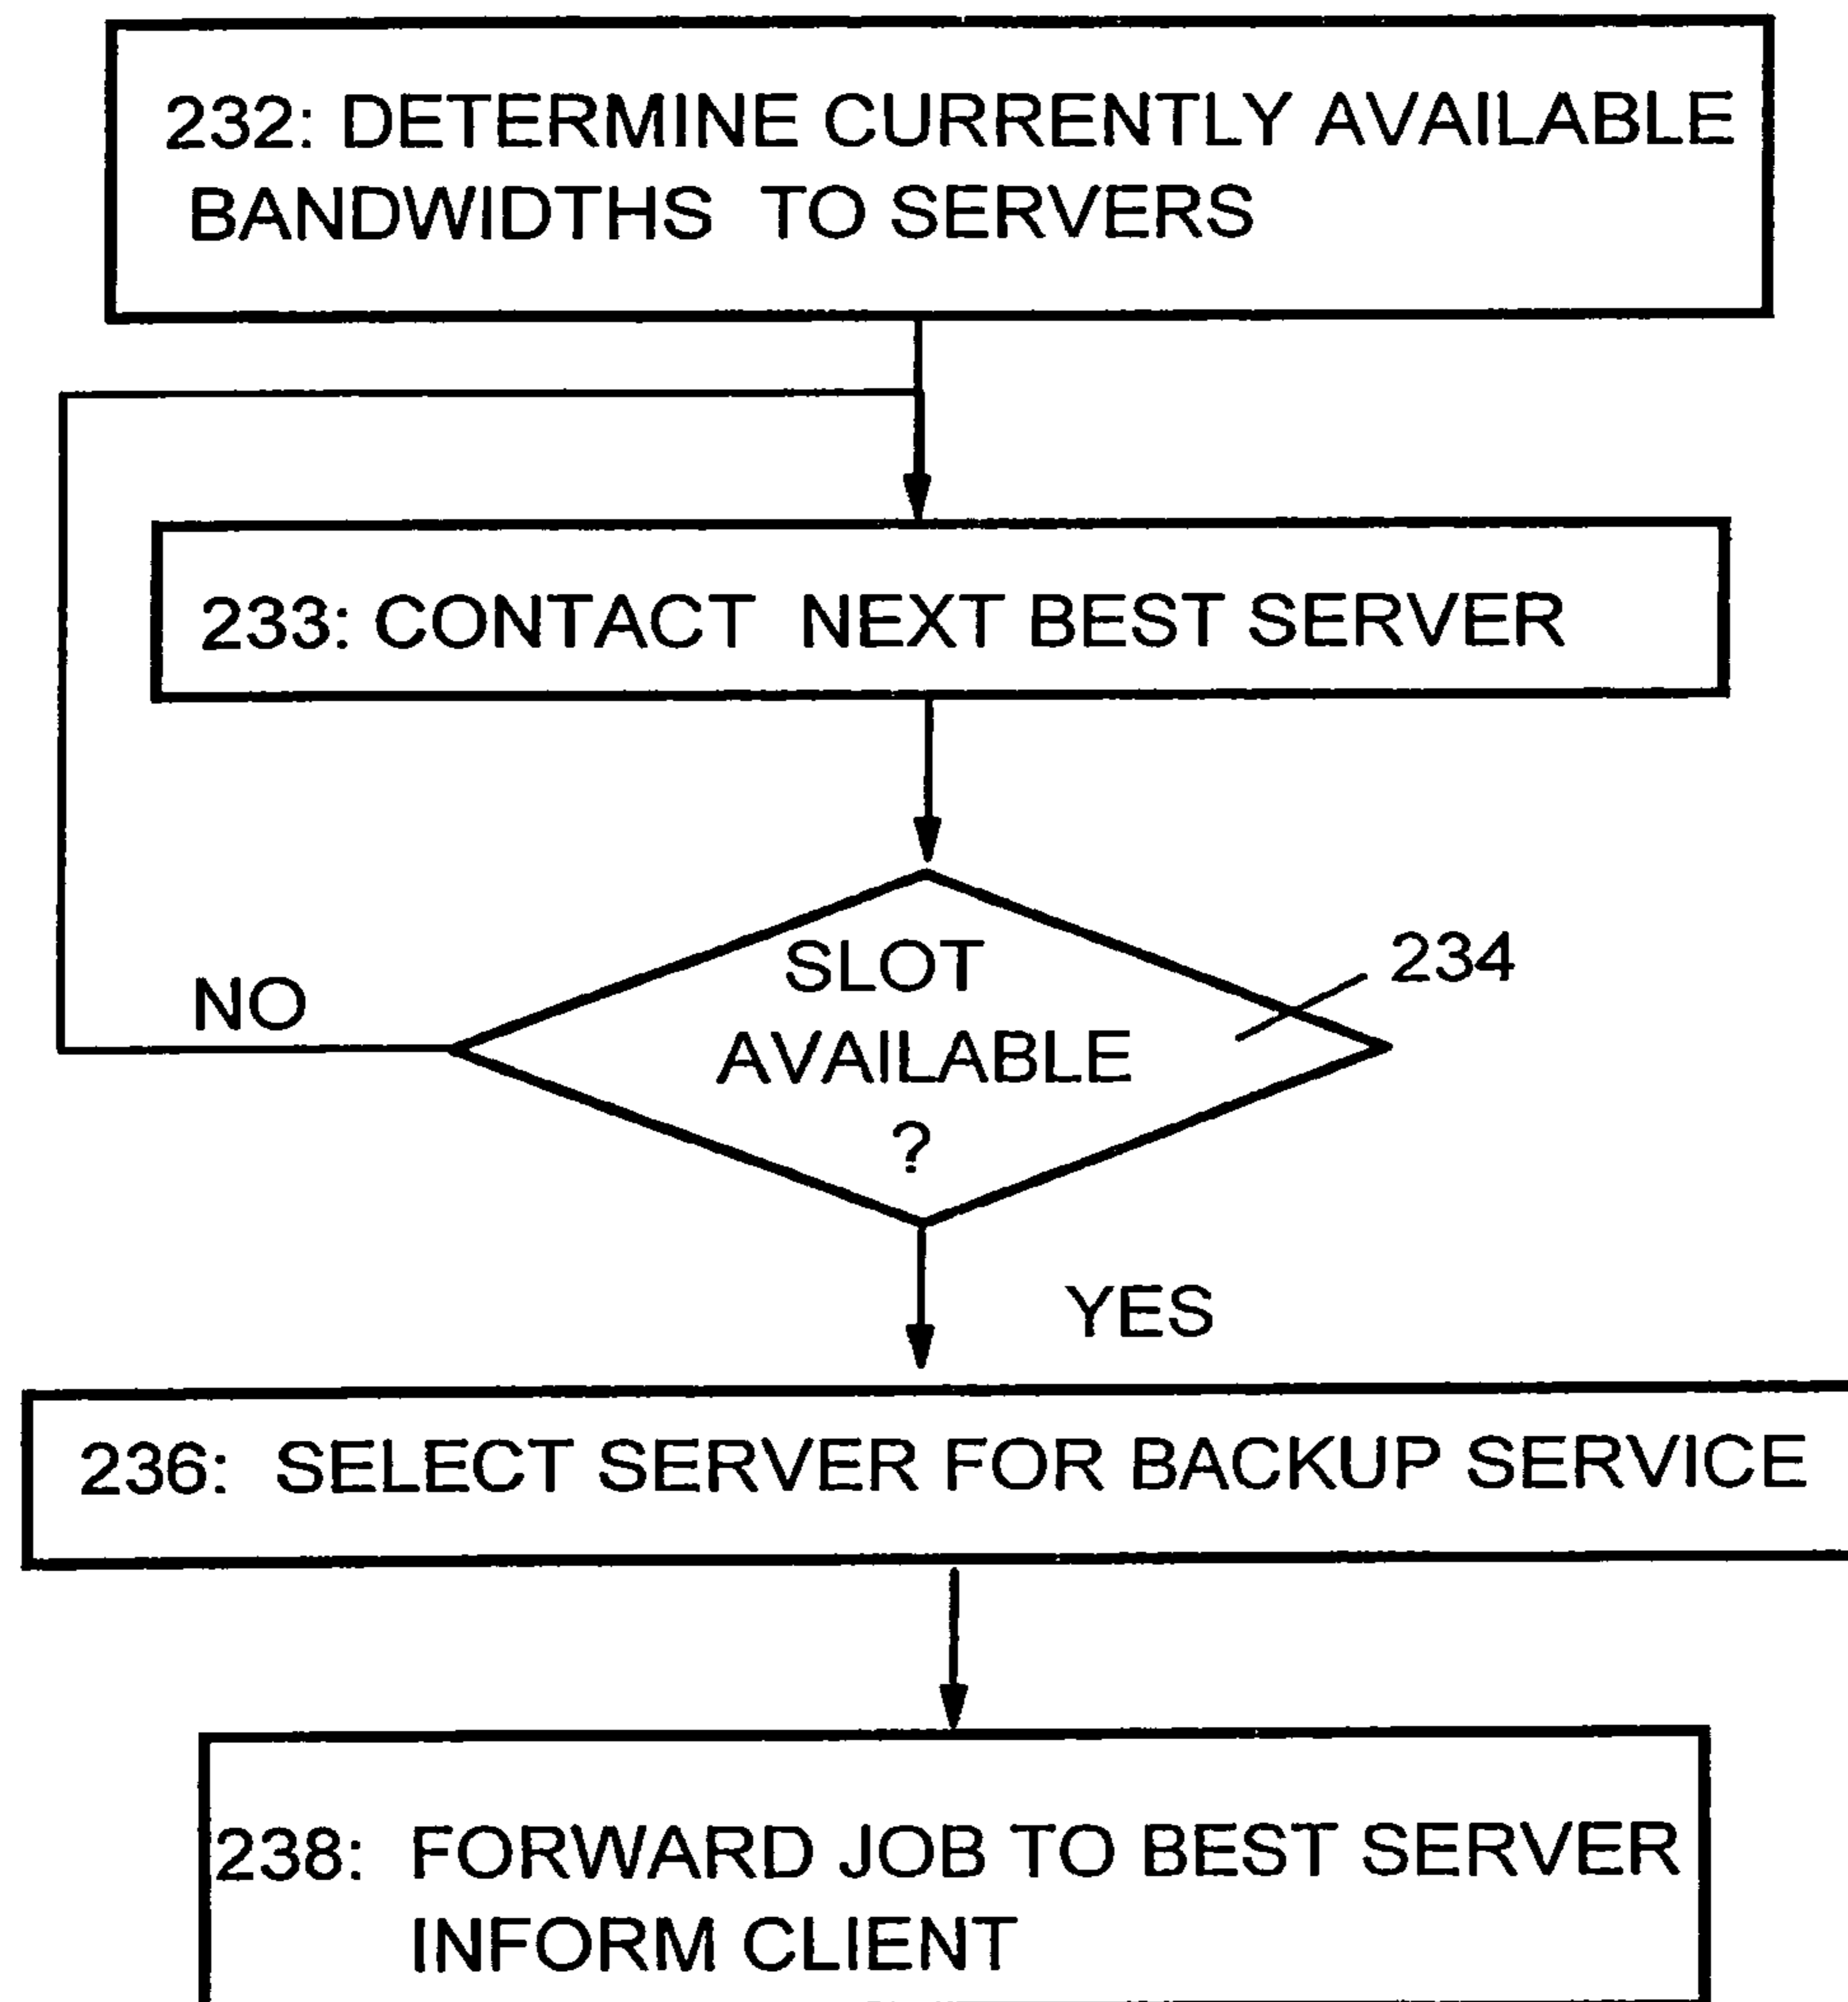 232: DETERMINE CURRENTLY AVAILABLE
BANDWIDTHS TO SERVERS
233: CONTACT NEXT BEST SERVER
SLOT
AVAILABLE
?
234
NO
YES
236: SELECT SERVER FOR BACKUP SERVICE
238: FORWARD JOB TO BEST SERVER
INFORM CLIENT